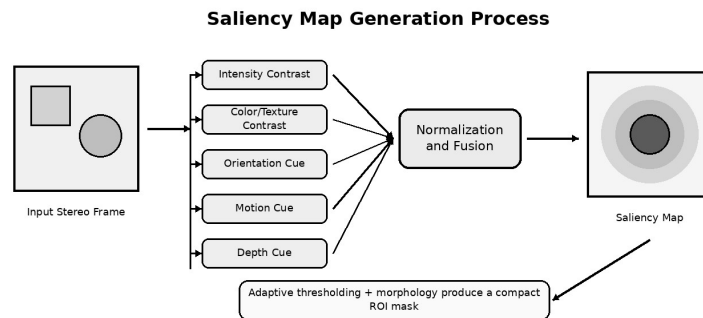 Saliency Map Generation Process
Intensity Contrast
Color/Texture
Contrast
Orientation Cue
Motion Cue
Depth Cue
Normalization
and Fusion
Input Stereo Frame
Saliency Map
Adaptive thresholding + morphology produce a compact
ROI mask